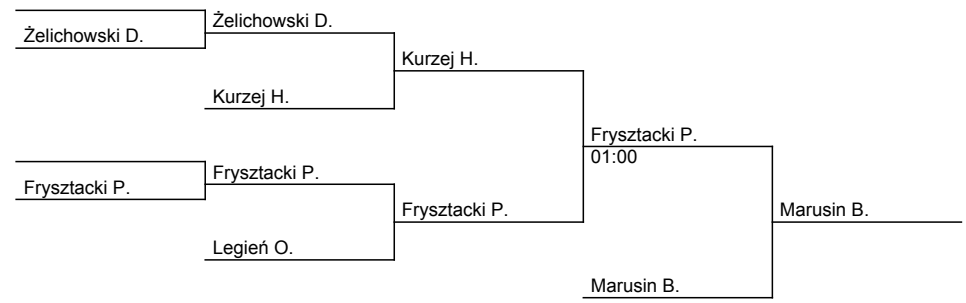 Żelichowski D.
Żelichowski D.
Kurzej H.
Kurzej H.
Frysztacki P.
01:00
Frysztacki P.
Frysztacki P.
Frysztacki P.
Marusin B.
Legień O.
Marusin B.